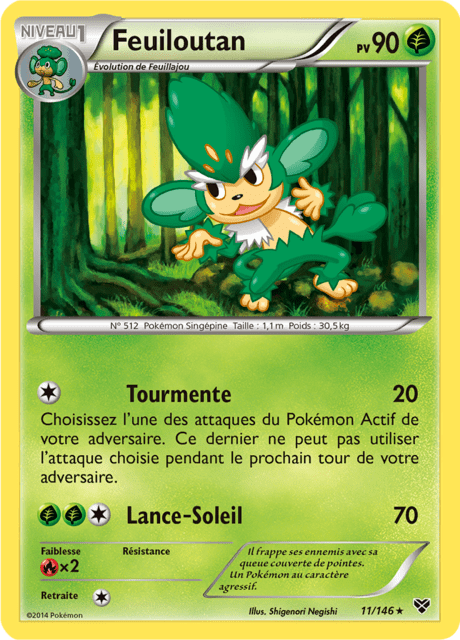 NIVEAU 1
Feuiloutan
PV 90
Évolution de Feuillajou
N° 512 Pokémon Singépine Taille : 1,1 m Poids : 30,5 kg
Tourmente 20
Choisissez l'une des attaques du Pokémon Actif de
votre adversaire. Ce dernier ne peut pas utiliser
l'attaque choisie pendant le prochain tour de votre
adversaire.
Lance-Soleil 70
Faiblesse
×2
Résistance
Retraite
Il frappe ses ennemis avec sa
queue couverte de pointes.
Un Pokémon au caractère
agressif.
©2014 Pokémon
Illus. Shigenori Negishi
11/146 ★
XY